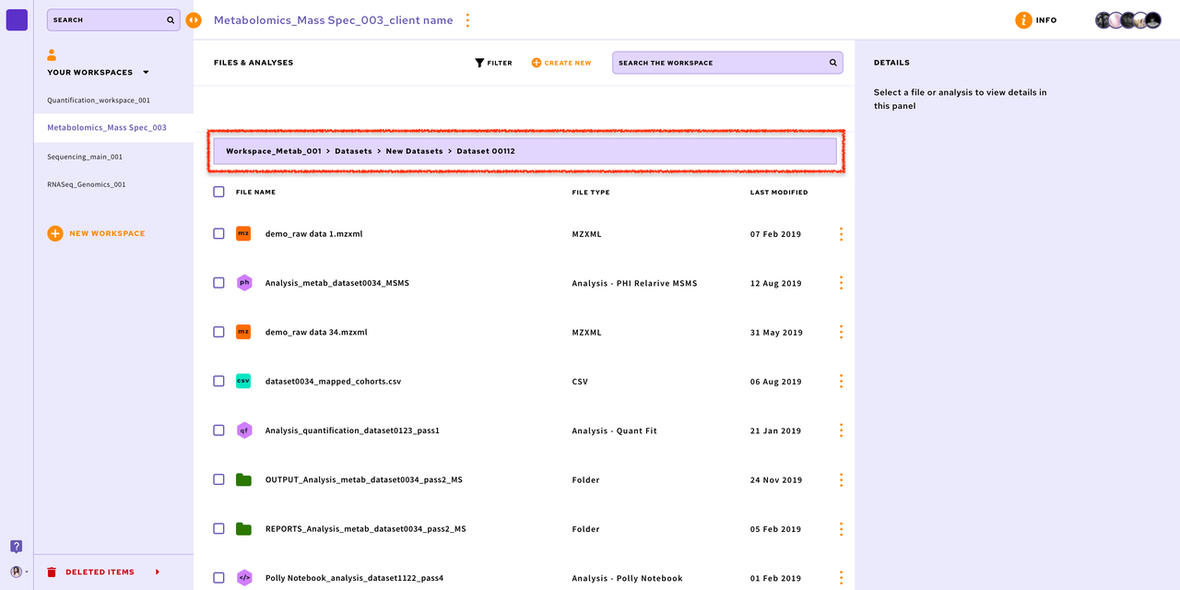 SEARCH
Metabolomics_Mass Spec_003_client name
i INFO
YOUR WORKSPACES
Quantification_workspace_001
Metabolomics_Mass Spec_003
Sequencing_main_001
RNASeq_Genomics_001
+ NEW WORKSPACE
?
DELETED ITEMS
FILES & ANALYSES
FILTER
+ CREATE NEW
SEARCH THE WORKSPACE
Workspace_Metab_001 > Datasets > New Datasets > Dataset 00112
FILE NAME FILE TYPE LAST MODIFIED
mz demo_raw data 1.mzxml MZXML 07 Feb 2019
ph Analysis_metab_dataset0034_MSMS Analysis - PHI Relarive MSMS 12 Aug 2019
mz demo_raw data 34.mzxml MZXML 31 May 2019
csv dataset0034_mapped_cohorts.csv CSV 06 Aug 2019
qf Analysis_quantification_dataset0123_pass1 Analysis - Quant Fit 21 Jan 2019
OUTPUT_Analysis_metab_dataset0034_pass2_MS Folder 24 Nov 2019
REPORTS_Analysis_metab_dataset0034_pass2_MS Folder 05 Feb 2019
</> Polly Notebook_analysis_dataset1122_pass4 Analysis - Polly Notebook 01 Feb 2019
DETAILS
Select a file or analysis to view details in
this panel